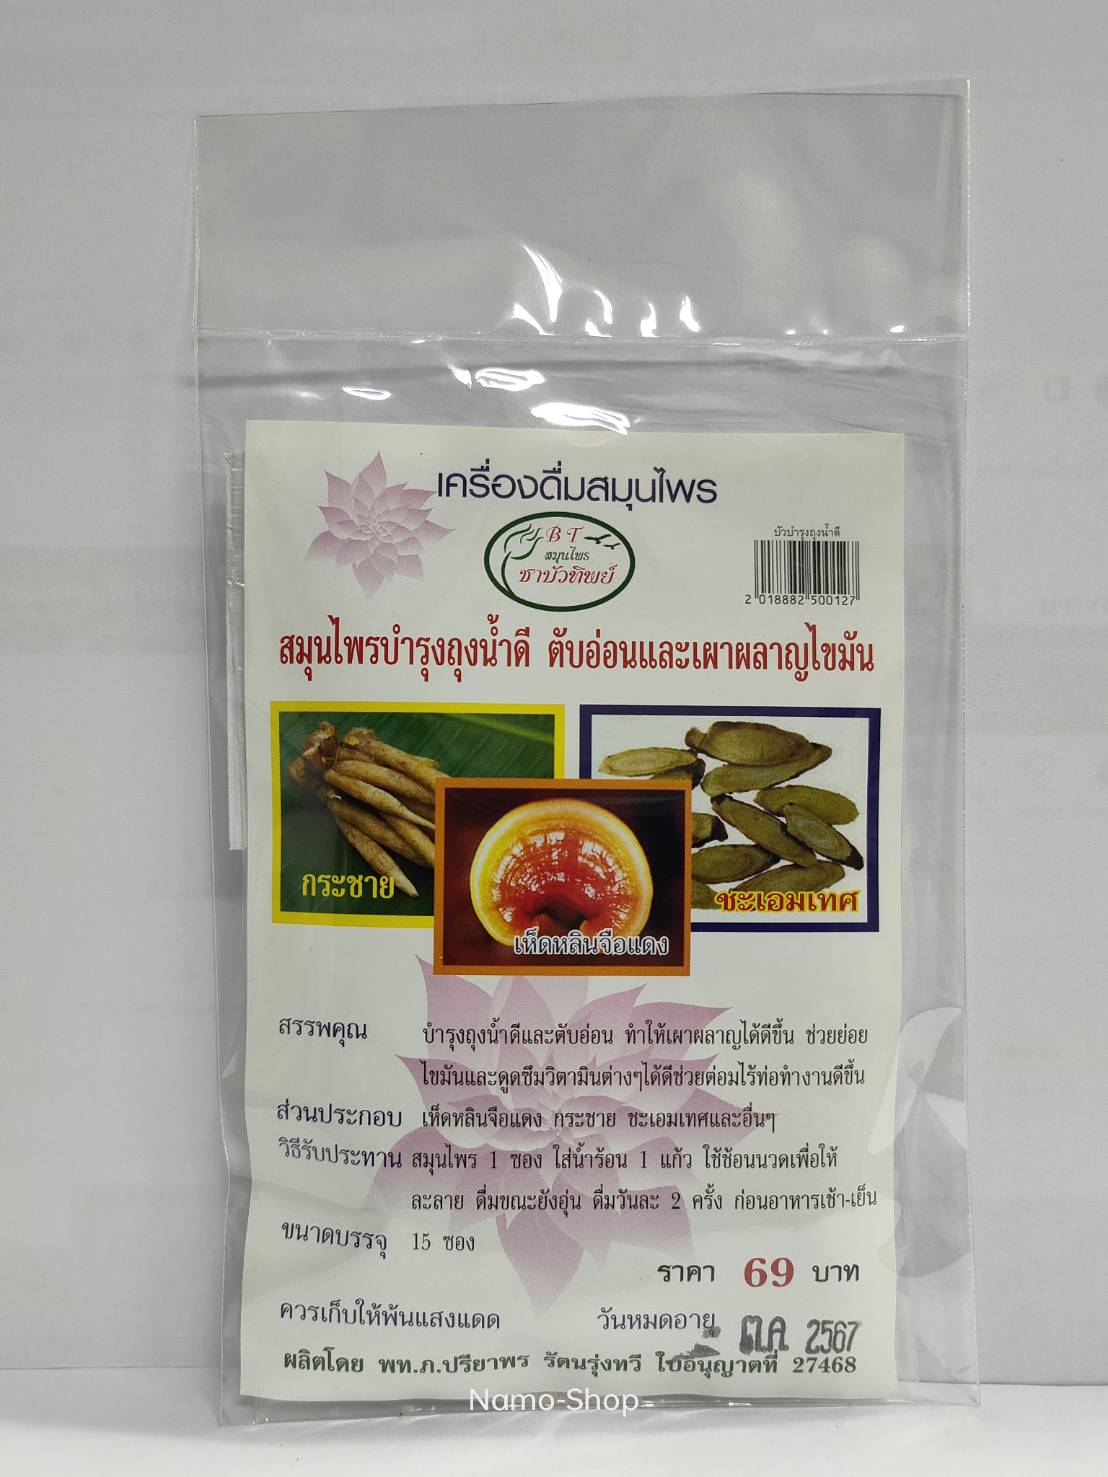 เครื่องดื่มสมุนไพร
BT
สมุนไพร
ชาบัวทิพย์
บัวบำรุงถุงน้ำดี
2 018882 500127
สมุนไพรบำรุงถุงน้ำดี ตับอ่อนและเผาผลาญไขมัน
กระชาย
ชะเอมเทศ
เห็ดหลินจือแดง
สรรพคุณ บำรุงถุงน้ำดีและตับอ่อน ทำให้เผาผลาญได้ดีขึ้น ช่วยย่อย
ไขมันและดูดซึมวิตามินต่างๆได้ดีช่วยต่อมไร้ท่อทำงานดีขึ้น
ส่วนประกอบ เห็ดหลินจือแดง กระชาย ชะเอมเทศและอื่นๆ
วิธีรับประทาน สมุนไพร 1 ซอง ใส่น้ำร้อน 1 แก้ว ใช้ช้อนนวดเพื่อให้
ละลาย ดื่มขณะยังอุ่น ดื่มวันละ 2 ครั้ง ก่อนอาหารเช้า-เย็น
ขนาดบรรจุ 15 ซอง
ราคา 69 บาท
ควรเก็บให้พ้นแสงแดด วันหมดอายุ ต.ค 2567
ผลิตโดย พท.ภ.ปรียาพร รัตนรุ่งทวี ใบอนุญาตที่ 27468
Namo-Shop